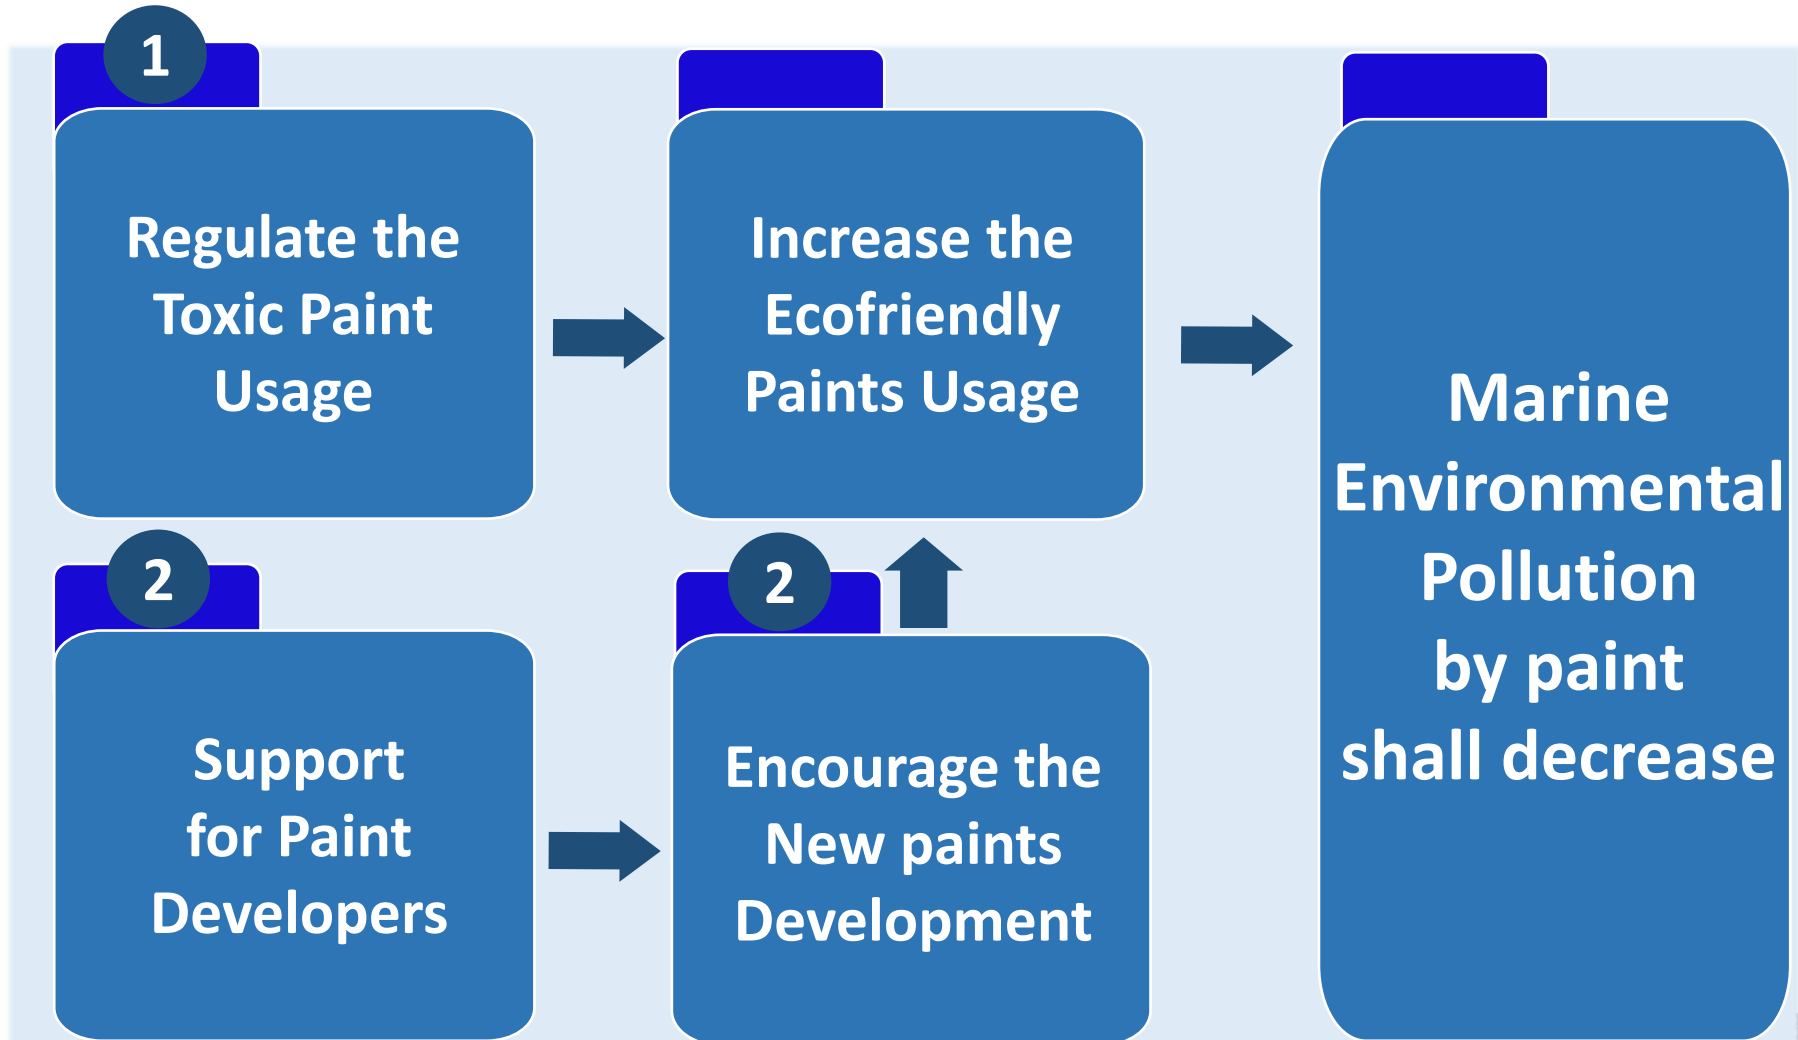 1
Regulate the
Toxic Paint
Usage
Increase the
Ecofriendly
Paints Usage
2
Support
for Paint
Developers
2
Encourage the
New paints
Development
Marine
Environmental
Pollution
by paint
shall decrease